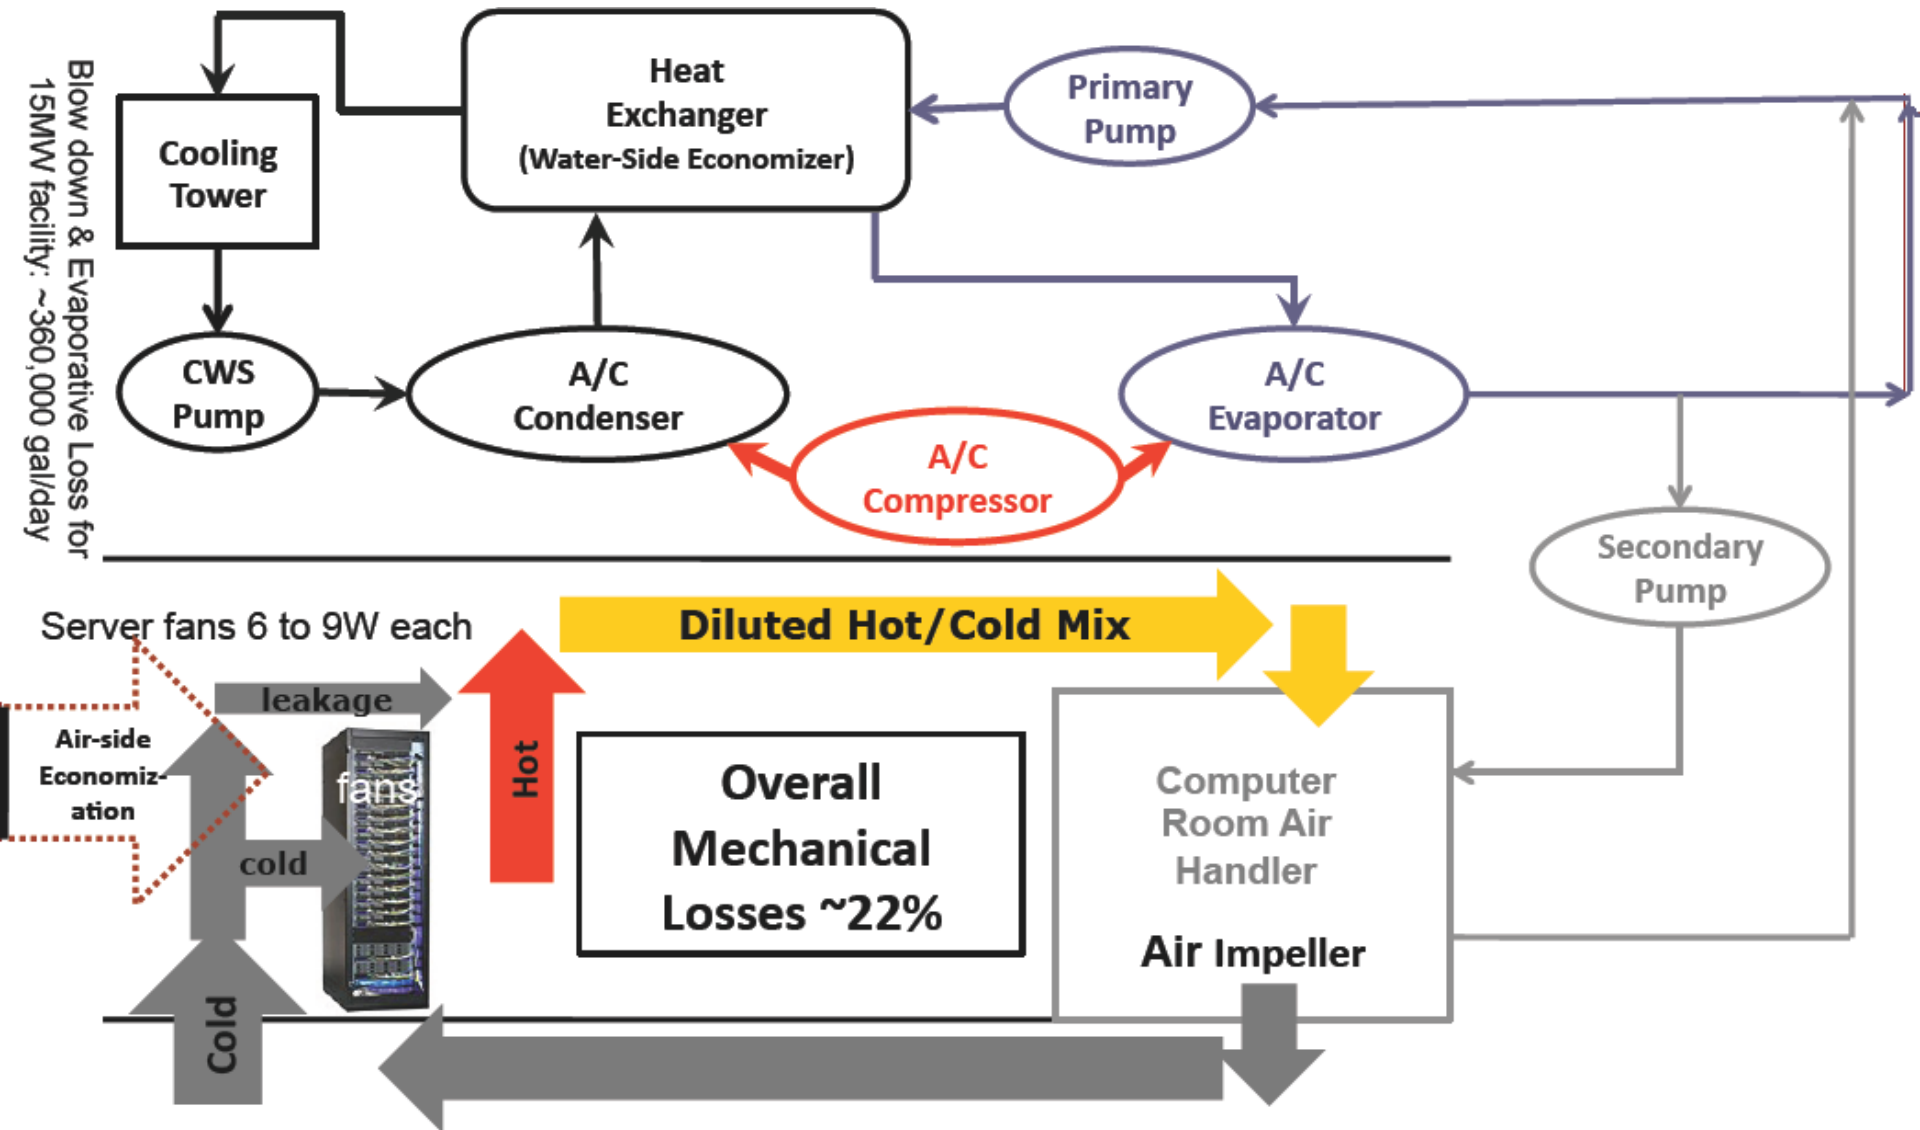 Heat
Exchanger
(Water-Side Economizer)
Primary
Pump
Cooling
Tower
Blow down & Evaporative Loss for
15MW facility: ~360,000 gal/day
CWS
Pump
A/C
Condenser
A/C
Evaporator
A/C
Compressor
Secondary
Pump
Server fans 6 to 9W each
Diluted Hot/Cold Mix
leakage
Air-side
Economiz-
ation
fans
Hot
cold
Overall
Mechanical
Losses ~22%
Computer
Room Air
Handler
Air Impeller
Cold